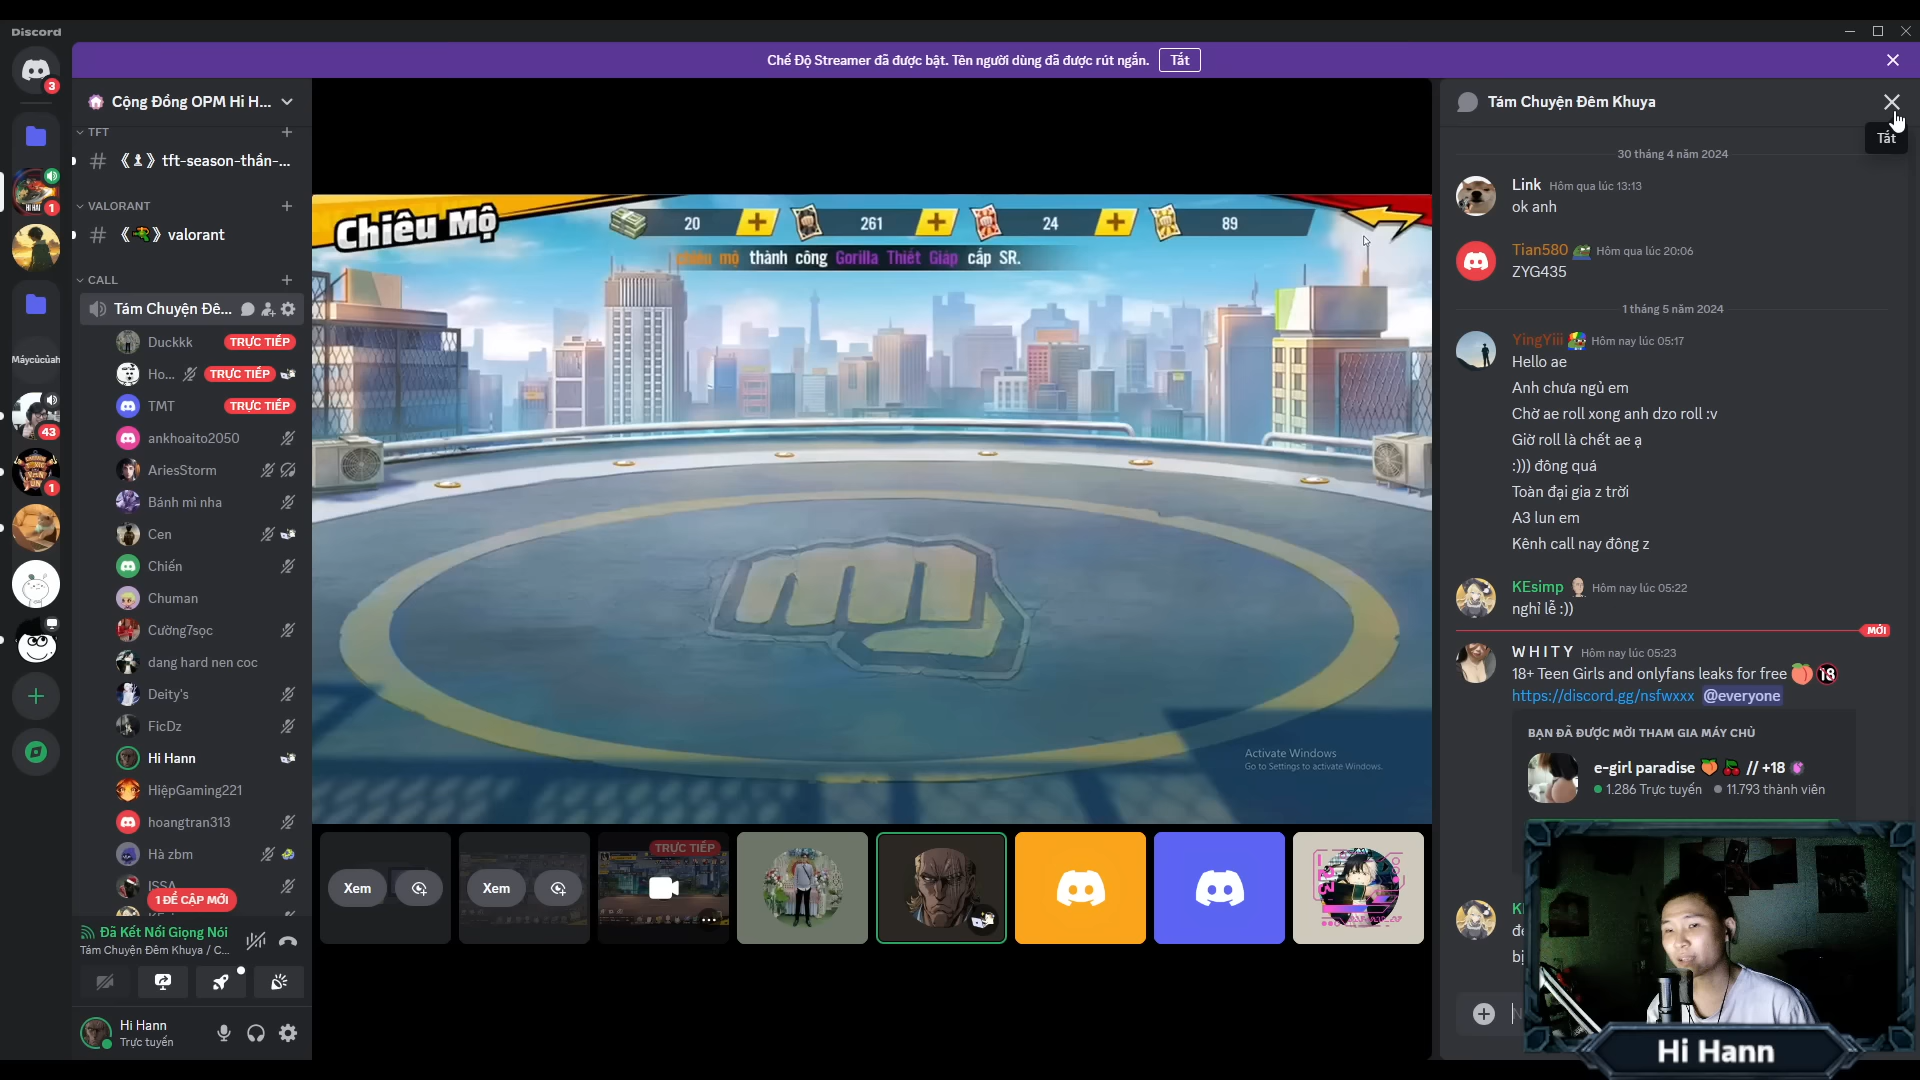 Discord
Chế Độ Streamer đã được bật. Tên người dùng đã được rút ngắn.
Tắt
3
1
Máycủcủah
43
1
Cộng Đồng OPM Hi H...
TFT
《♟》tft-season-thần-...
VALORANT
《🔫》valorant
CALL
Tám Chuyện Đê...
Duckkk TRỰC TIẾP
Ho... TRỰC TIẾP
TMT TRỰC TIẾP
ankhoaito2050
AriesStorm
Bánh mì nha
Cen
Chiến
Chuman
Cường7sọc
dang hard nen coc
Deity's
FicDz
Hi Hann
HiệpGaming221
hoangtran313
Hà zbm
ISSA
1 ĐỀ CẬP MỚI
Đã Kết Nối Giọng Nói
Tám Chuyện Đêm Khuya / C...
Hi Hann
Trực tuyến
Chiêu Mộ
20
261
24
89
chiêu mộ thành công Gorilla Thiết Giáp cấp SR.
Activate Windows
Go to Settings to activate Windows.
Xem
Xem
TRỰC TIẾP
Tám Chuyện Đêm Khuya
Tắt
30 tháng 4 năm 2024
Link Hôm qua lúc 13:13
ok anh
Tian580 Hôm qua lúc 20:06
ZYG435
1 tháng 5 năm 2024
YingYiii Hôm nay lúc 05:17
Hello ae
Anh chưa ngủ em
Chờ ae roll xong anh dzo roll :v
Giờ roll là chết ae ạ
:))) đông quá
Toàn đại gia z trời
A3 lun em
Kênh call nay đông z
KEsimp Hôm nay lúc 05:22
nghỉ lễ :))
MỚI
W H I T Y Hôm nay lúc 05:23
18+ Teen Girls and onlyfans leaks for free 🍑🔞
https://discord.gg/nsfwxxx @everyone
BẠN ĐÃ ĐƯỢC MỜI THAM GIA MÁY CHỦ
e-girl paradise 🍑 🍒 // +18
1.286 Trực tuyến 11.793 thành viên
Hi Hann